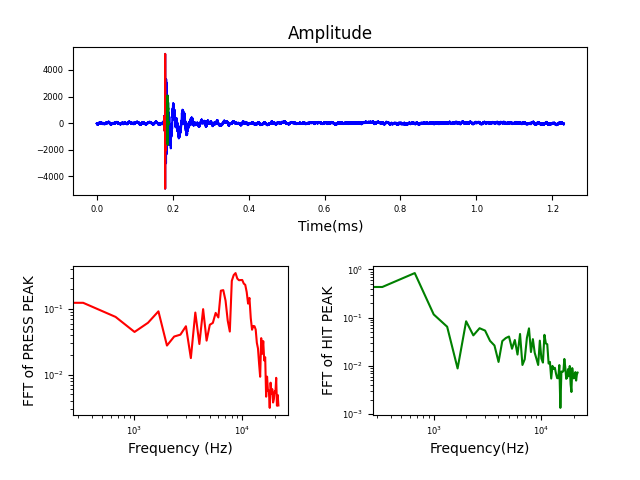 Amplitude
4000
2000
0
−2000
−4000
0.0 0.2 0.4 0.6 0.8 1.0 1.2
Time(ms)
FFT of PRESS PEAK
10⁻¹
10⁻²
10³ 10⁴
Frequency (Hz)
FFT of HIT PEAK
10⁰
10⁻¹
10⁻²
10⁻³
10³ 10⁴
Frequency(Hz)